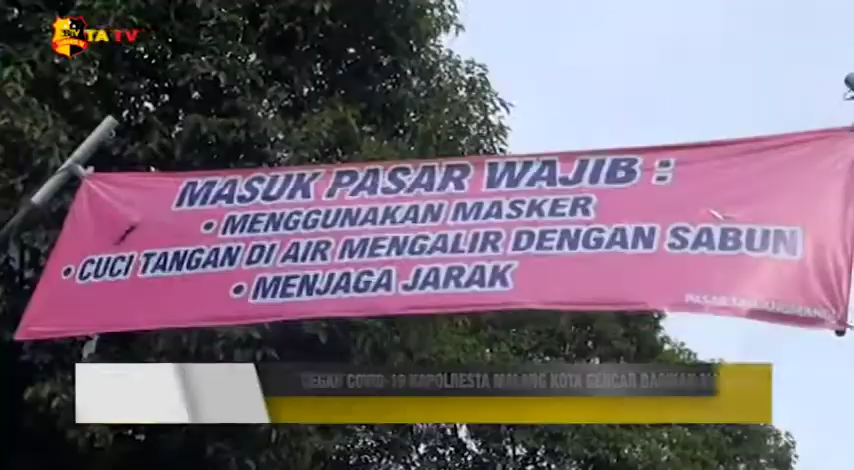 TA TV
MASUK PASAR WAJIB :
• MENGGUNAKAN MASKER
• CUCI TANGAN DI AIR MENGALIR DENGAN SABUN
• MENJAGA JARAK
PASAR
COVID-19 KAPOLRESTA MALANG KOTA GENCAR